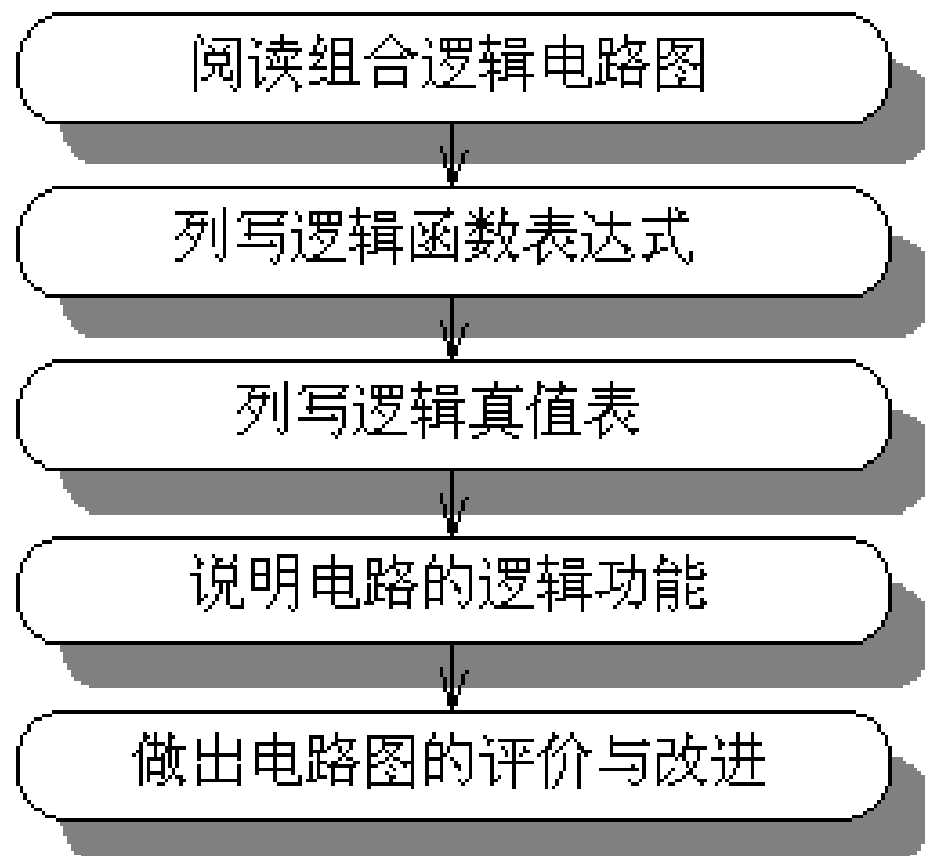 阅读组合逻辑电路图
列写逻辑函数表达式
列写逻辑真值表
说明电路的逻辑功能
做出电路图的评价与改进